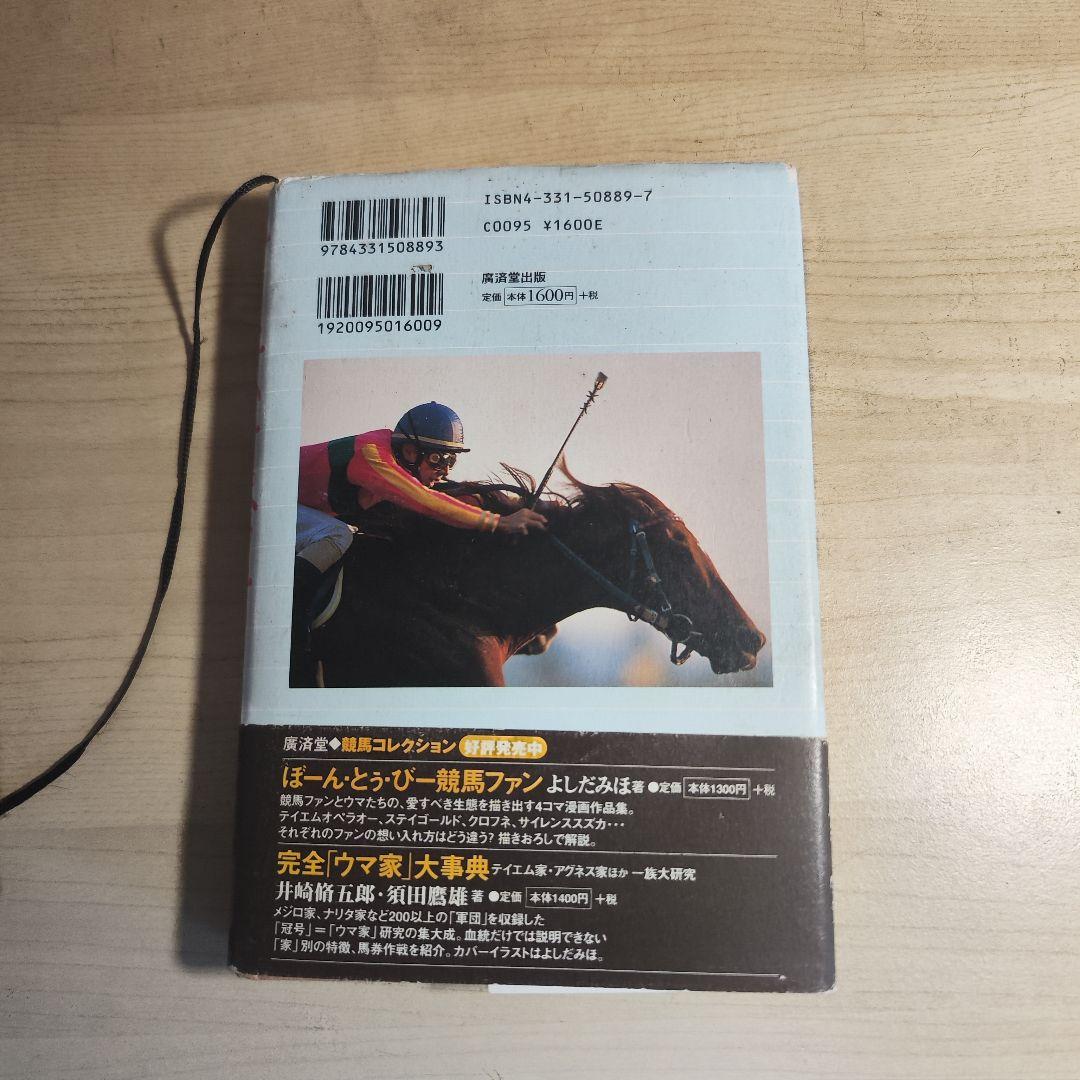 ISBN4-331-50889-7
C0095 ¥1600E
9784331508893
廣済堂出版
定価 本体1600円 +税
1920095016009
廣済堂◆競馬コレクション 好評発売中
ぼーん・とぅ・びー競馬ファン よしだみほ著 ●定価 本体1300円 +税
競馬ファンとウマたちの、愛すべき生態を描き出す4コマ漫画作品集。
テイエムオペラオー、ステイゴールド、クロフネ、サイレンススズカ・・・
それぞれのファンの想い入れ方はどう違う? 描きおろしで解説。
完全「ウマ家」大事典 テイエム家・アグネス家ほか 一族大研究
井崎脩五郎・須田鷹雄著 ●定価 本体1400円 +税
メジロ家、ナリタ家など200以上の「軍団」を収録した
「冠号」=「ウマ家」研究の集大成。血統だけでは説明できない
「家」別の特徴、馬券作戦を紹介。カバーイラストはよしだみほ。